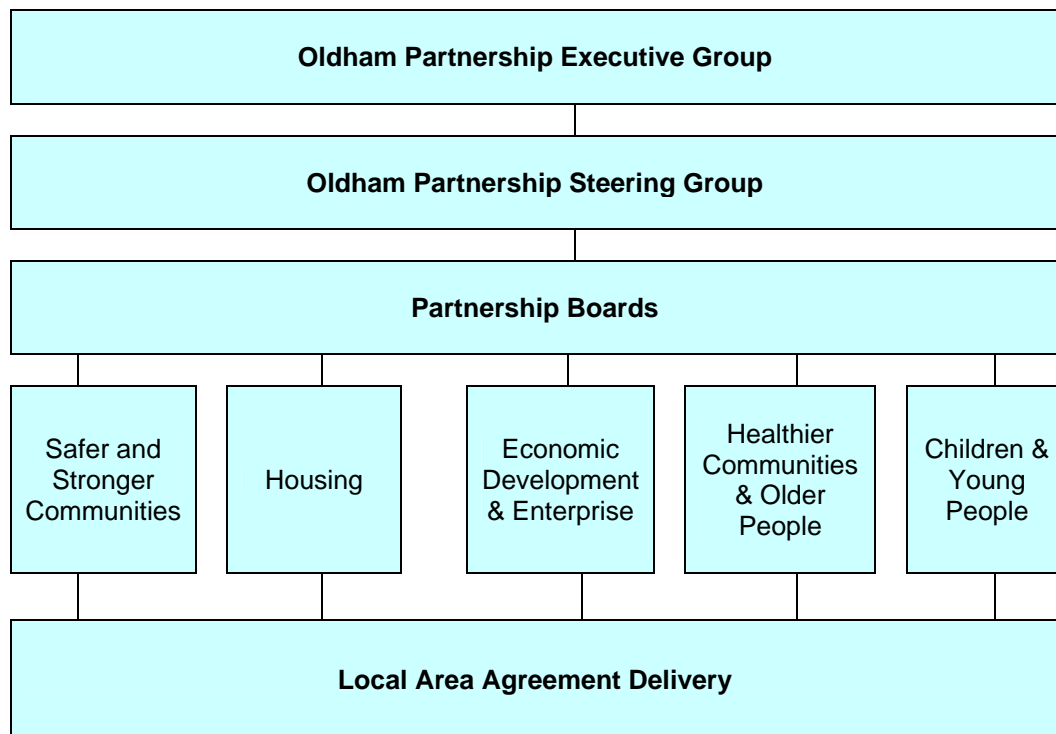 Oldham Partnership Executive Group
Oldham Partnership Steering Group
Partnership Boards
Safer and
Stronger
Communities
Housing
Economic
Development
& Enterprise
Healthier
Communities
& Older
People
Children &
Young
People
Local Area Agreement Delivery